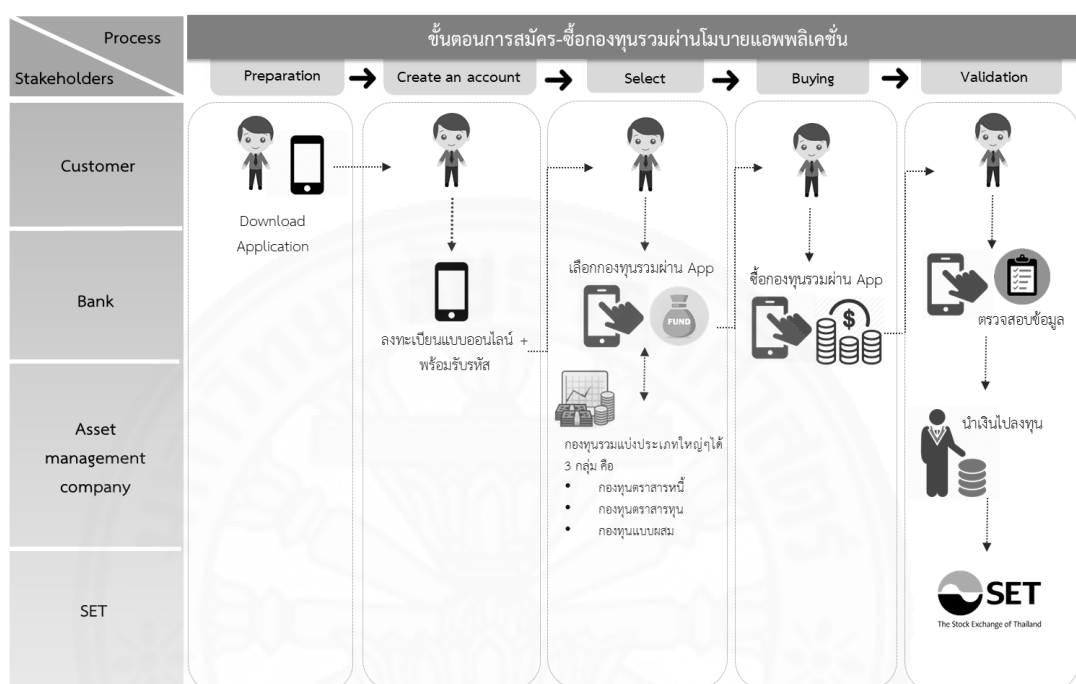 Process
Stakeholders
ขั้นตอนการสมัคร-ซื้อกองทุนรวมผ่านโมบายแอพพลิเคชั่น
Preparation
Create an account
Select
Buying
Validation
Customer
Download
Application
Bank
ลงทะเบียนแบบออนไลน์ +
พร้อมรับรหัส
เลือกกองทุนรวมผ่าน App
FUND
ซื้อกองทุนรวมผ่าน App
$
ตรวจสอบข้อมูล
Asset
management
company
กองทุนรวมแบ่งประเภทใหญ่ๆได้
3 กลุ่ม คือ
• กองทุนตราสารหนี้
• กองทุนตราสารทุน
• กองทุนแบบผสม
นำเงินไปลงทุน
SET
SET
The Stock Exchange of Thailand